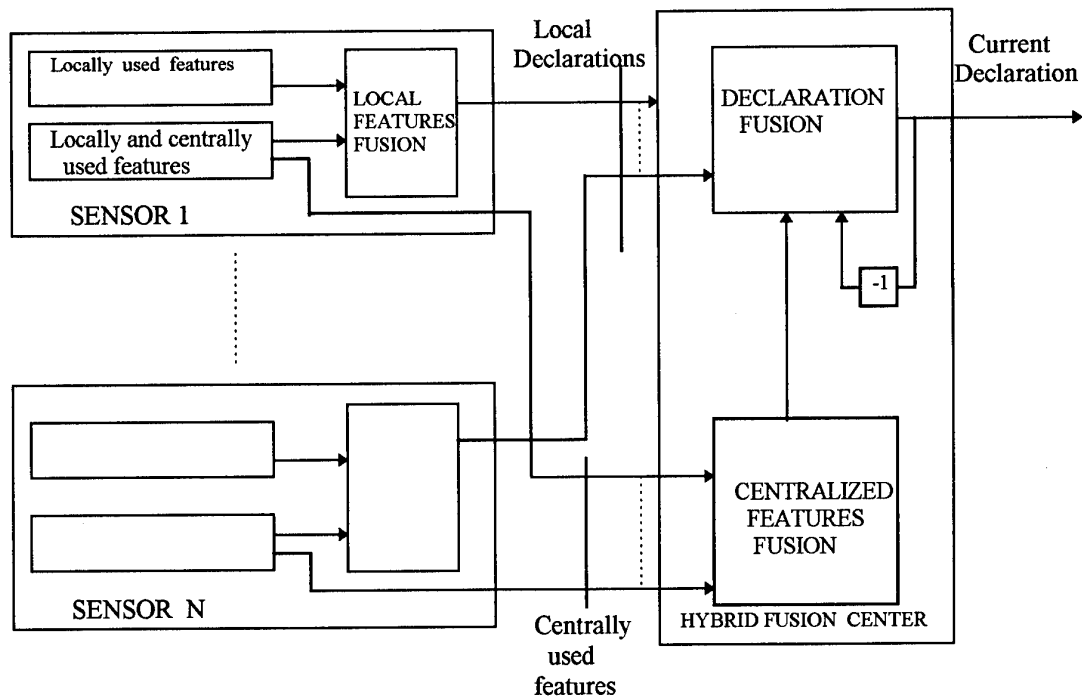 Locally used features
Locally and centrally
used features
LOCAL
FEATURES
FUSION
SENSOR 1
Local
Declarations
DECLARATION
FUSION
Current
Declaration
-1
SENSOR N
Centrally
used
features
CENTRALIZED
FEATURES
FUSION
HYBRID FUSION CENTER